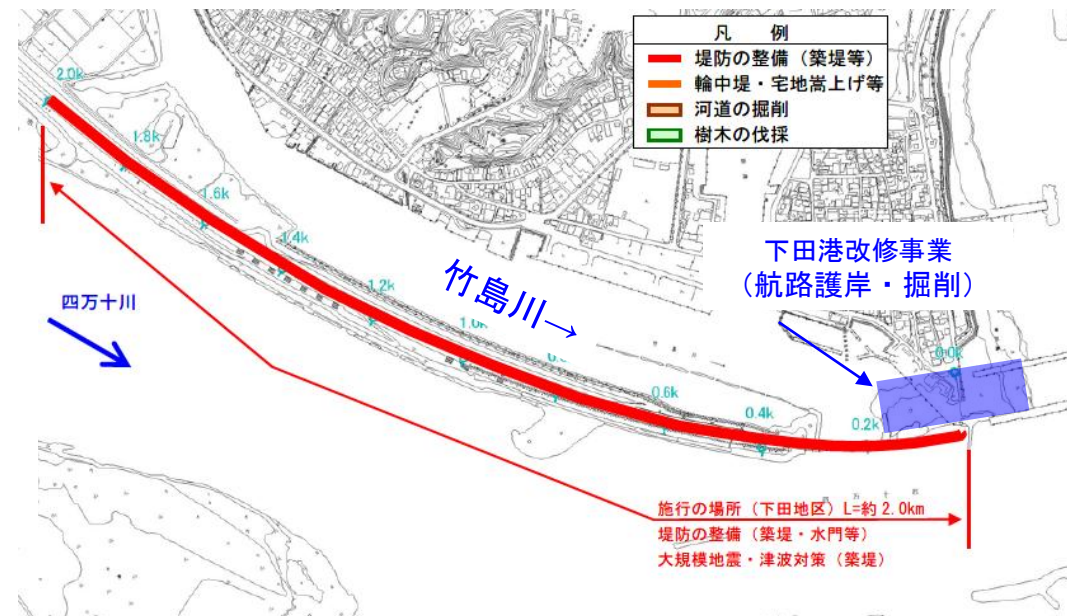 凡　例
堤防の整備（築堤等）
輪中堤・宅地嵩上げ等
河道の掘削
樹木の伐採
2.0k
1.8k
1.6k
1.4k
1.2k
1.0k
0.6k
0.4k
0.2k
0.0k
四万十川
竹島川→
下田港改修事業
（航路護岸・掘削）
施行の場所（下田地区）L=約2.0km
堤防の整備（築堤・水門等）
大規模地震・津波対策（築堤）